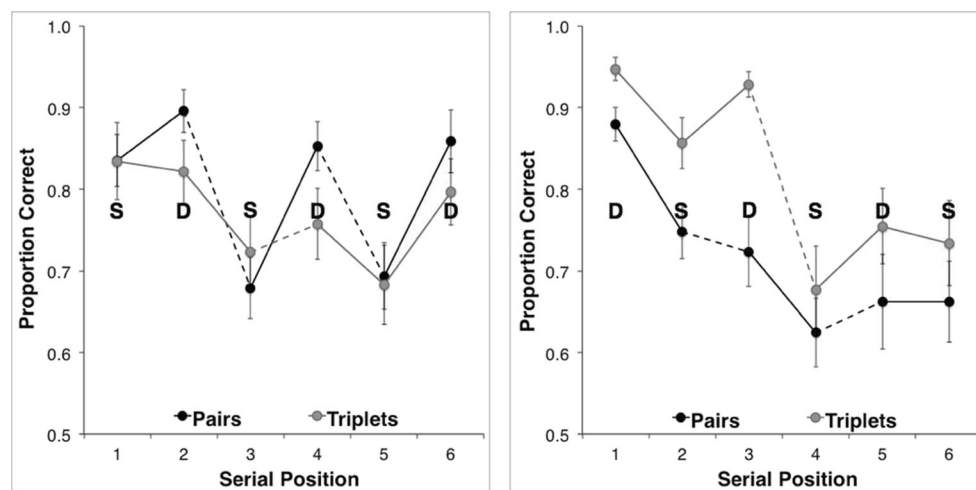 1.0
0.9
0.8
0.7
0.6
0.5
Proportion Correct
S D S D S D
Pairs Triplets
1 2 3 4 5 6
Serial Position
1.0
0.9
0.8
0.7
0.6
0.5
Proportion Correct
D S D S D S
Pairs Triplets
1 2 3 4 5 6
Serial Position